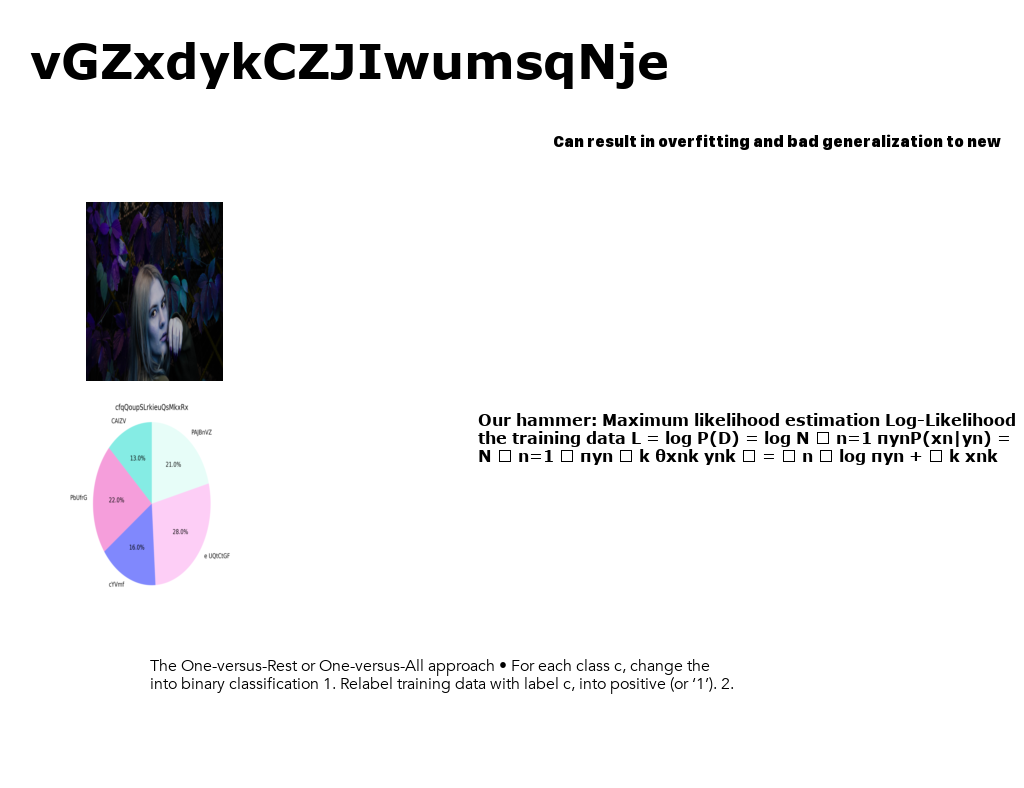 vGZxdykCZJIwumsqNje
Can result in overfitting and bad generalization to new
cfqQoupSLrkieuQsMkxRx
CAIZV
PAJBnVZ
13.0%
21.0%
PbUfrG
22.0%
28.0%
16.0%
e UQtCtGF
cYVmf
Our hammer: Maximum likelihood estimation Log-Likelihood
the training data L = log P(D) = log N □ n=1 πynP(xn|yn) =
N □ n=1 □ πyn □ k θxnk ynk □ = □ n □ log πyn + □ k xnk
The One-versus-Rest or One-versus-All approach • For each class c, change the
into binary classification 1. Relabel training data with label c, into positive (or ‘1’). 2.